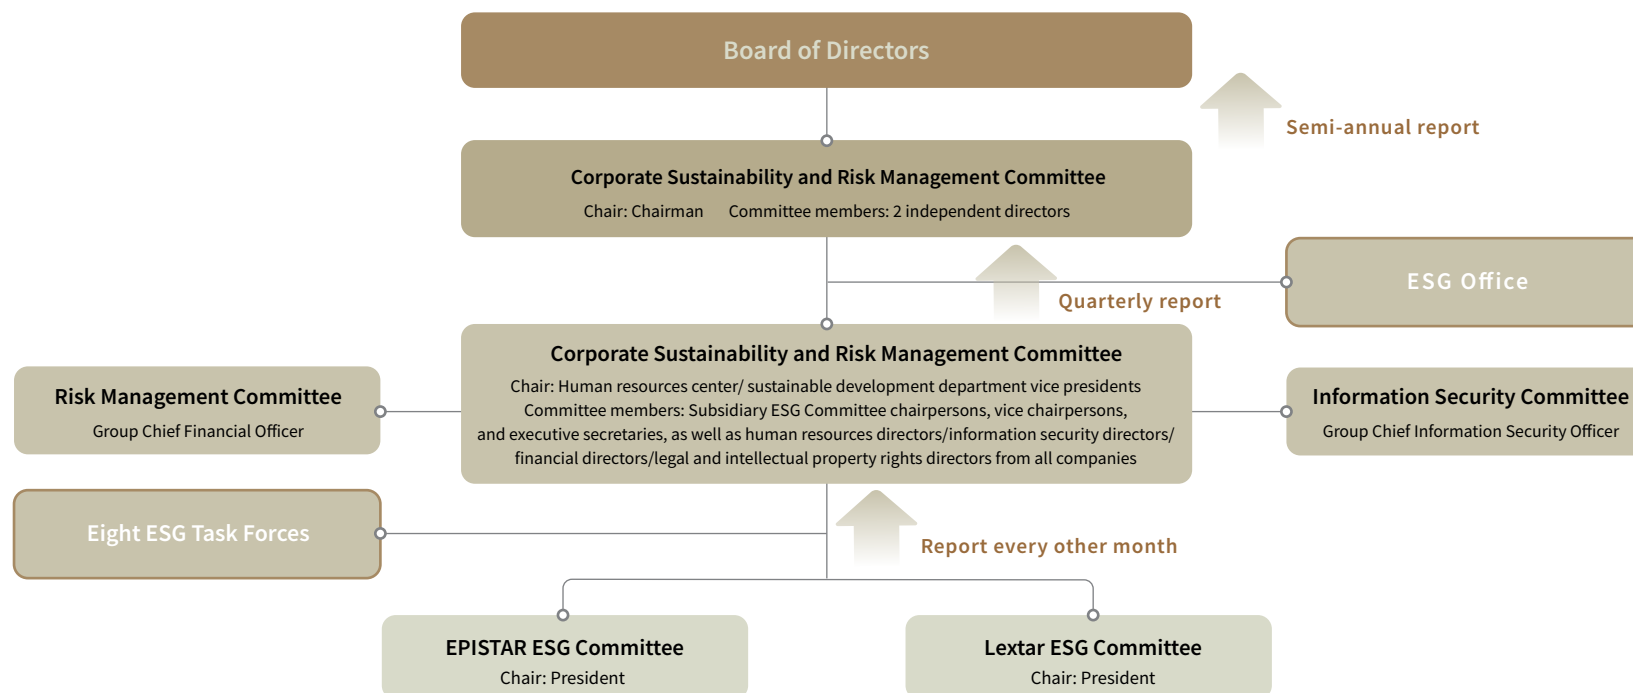 Board of Directors
Semi-annual report
Corporate Sustainability and Risk Management Committee
Chair: Chairman Committee members: 2 independent directors
ESG Office
Quarterly report
Corporate Sustainability and Risk Management Committee
Chair: Human resources center/ sustainable development department vice presidents
Committee members: Subsidiary ESG Committee chairpersons, vice chairpersons,
and executive secretaries, as well as human resources directors/information security directors/
financial directors/legal and intellectual property rights directors from all companies
Risk Management Committee
Group Chief Financial Officer
Information Security Committee
Group Chief Information Security Officer
Eight ESG Task Forces
Report every other month
EPISTAR ESG Committee
Chair: President
Lextar ESG Committee
Chair: President